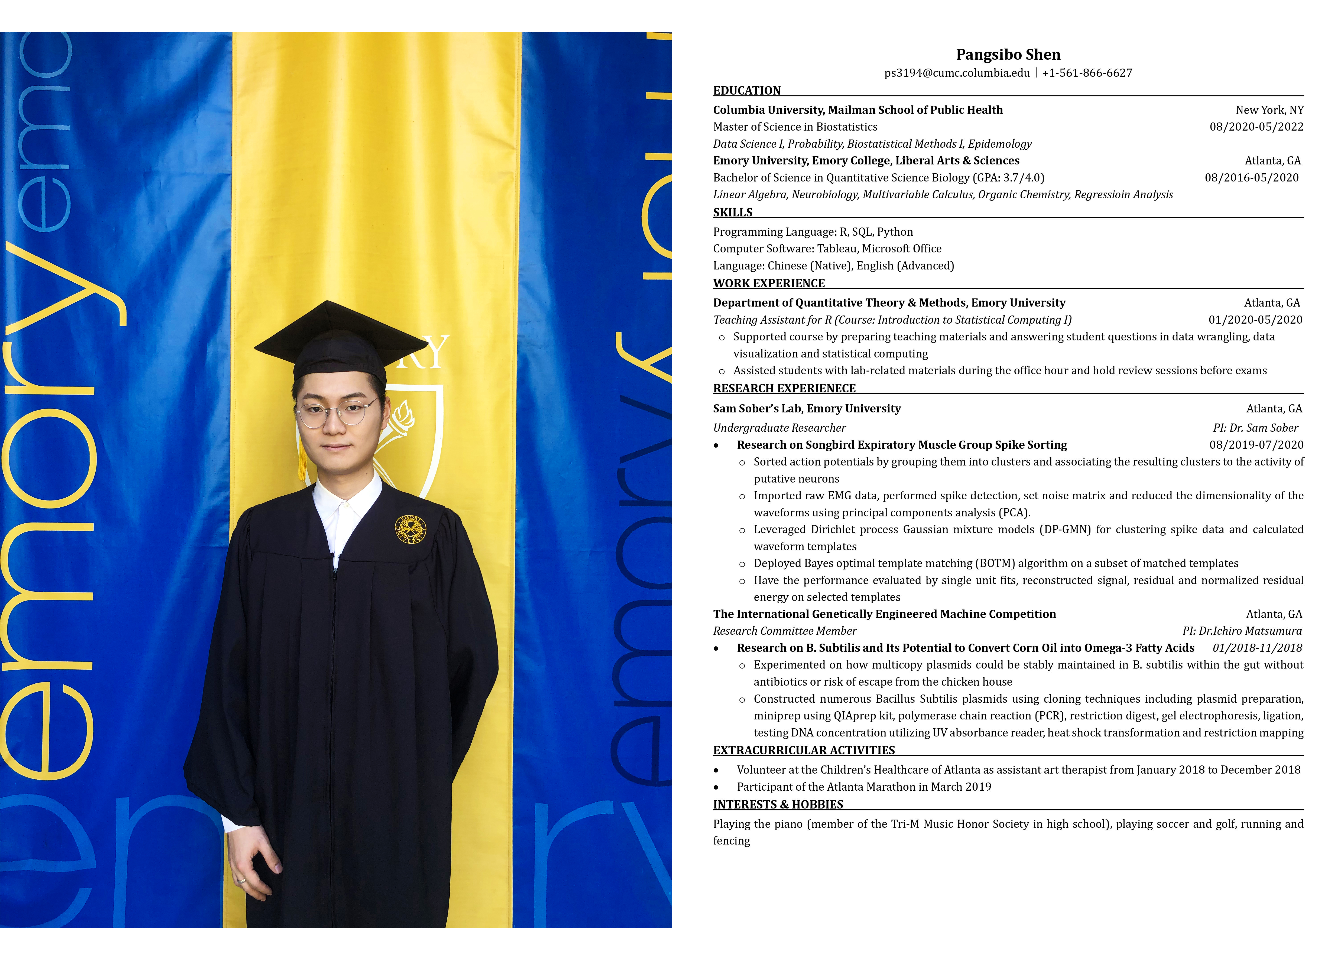 emory
emory
emory
emory
RY
Pangsibo Shen
ps3194@cumc.columbia.edu | +1-561-866-6627
EDUCATION
Columbia University, Mailman School of Public Health New York, NY
Master of Science in Biostatistics 08/2020-05/2022
Data Science I, Probability, Biostatistical Methods I, Epidemology
Emory University, Emory College, Liberal Arts & Sciences Atlanta, GA
Bachelor of Science in Quantitative Science Biology (GPA: 3.7/4.0) 08/2016-05/2020
Linear Algebra, Neurobiology, Multivariable Calculus, Organic Chemistry, Regressioin Analysis
SKILLS
Programming Language: R, SQL, Python
Computer Software: Tableau, Microsoft Office
Language: Chinese (Native), English (Advanced)
WORK EXPERIENCE
Department of Quantitative Theory & Methods, Emory University Atlanta, GA
Teaching Assistant for R (Course: Introduction to Statistical Computing I) 01/2020-05/2020
o Supported course by preparing teaching materials and answering student questions in data wrangling, data
visualization and statistical computing
o Assisted students with lab-related materials during the office hour and hold review sessions before exams
RESEARCH EXPERIENECE
Sam Sober's Lab, Emory University Atlanta, GA
Undergraduate Researcher PI: Dr. Sam Sober
• Research on Songbird Expiratory Muscle Group Spike Sorting 08/2019-07/2020
o Sorted action potentials by grouping them into clusters and associating the resulting clusters to the activity of
putative neurons
o Imported raw EMG data, performed spike detection, set noise matrix and reduced the dimensionality of the
waveforms using principal components analysis (PCA).
o Leveraged Dirichlet process Gaussian mixture models (DP-GMN) for clustering spike data and calculated
waveform templates
o Deployed Bayes optimal template matching (BOTM) algorithm on a subset of matched templates
o Have the performance evaluated by single unit fits, reconstructed signal, residual and normalized residual
energy on selected templates
The International Genetically Engineered Machine Competition Atlanta, GA
Research Committee Member PI: Dr.Ichiro Matsumura
• Research on B. Subtilis and Its Potential to Convert Corn Oil into Omega-3 Fatty Acids 01/2018-11/2018
o Experimented on how multicopy plasmids could be stably maintained in B. subtilis within the gut without
antibiotics or risk of escape from the chicken house
o Constructed numerous Bacillus Subtilis plasmids using cloning techniques including plasmid preparation,
miniprep using QIAprep kit, polymerase chain reaction (PCR), restriction digest, gel electrophoresis, ligation,
testing DNA concentration utilizing UV absorbance reader, heat shock transformation and restriction mapping
EXTRACURRICULAR ACTIVITIES
• Volunteer at the Children's Healthcare of Atlanta as assistant art therapist from January 2018 to December 2018
• Participant of the Atlanta Marathon in March 2019
INTERESTS & HOBBIES
Playing the piano (member of the Tri-M Music Honor Society in high school), playing soccer and golf, running and
fencing